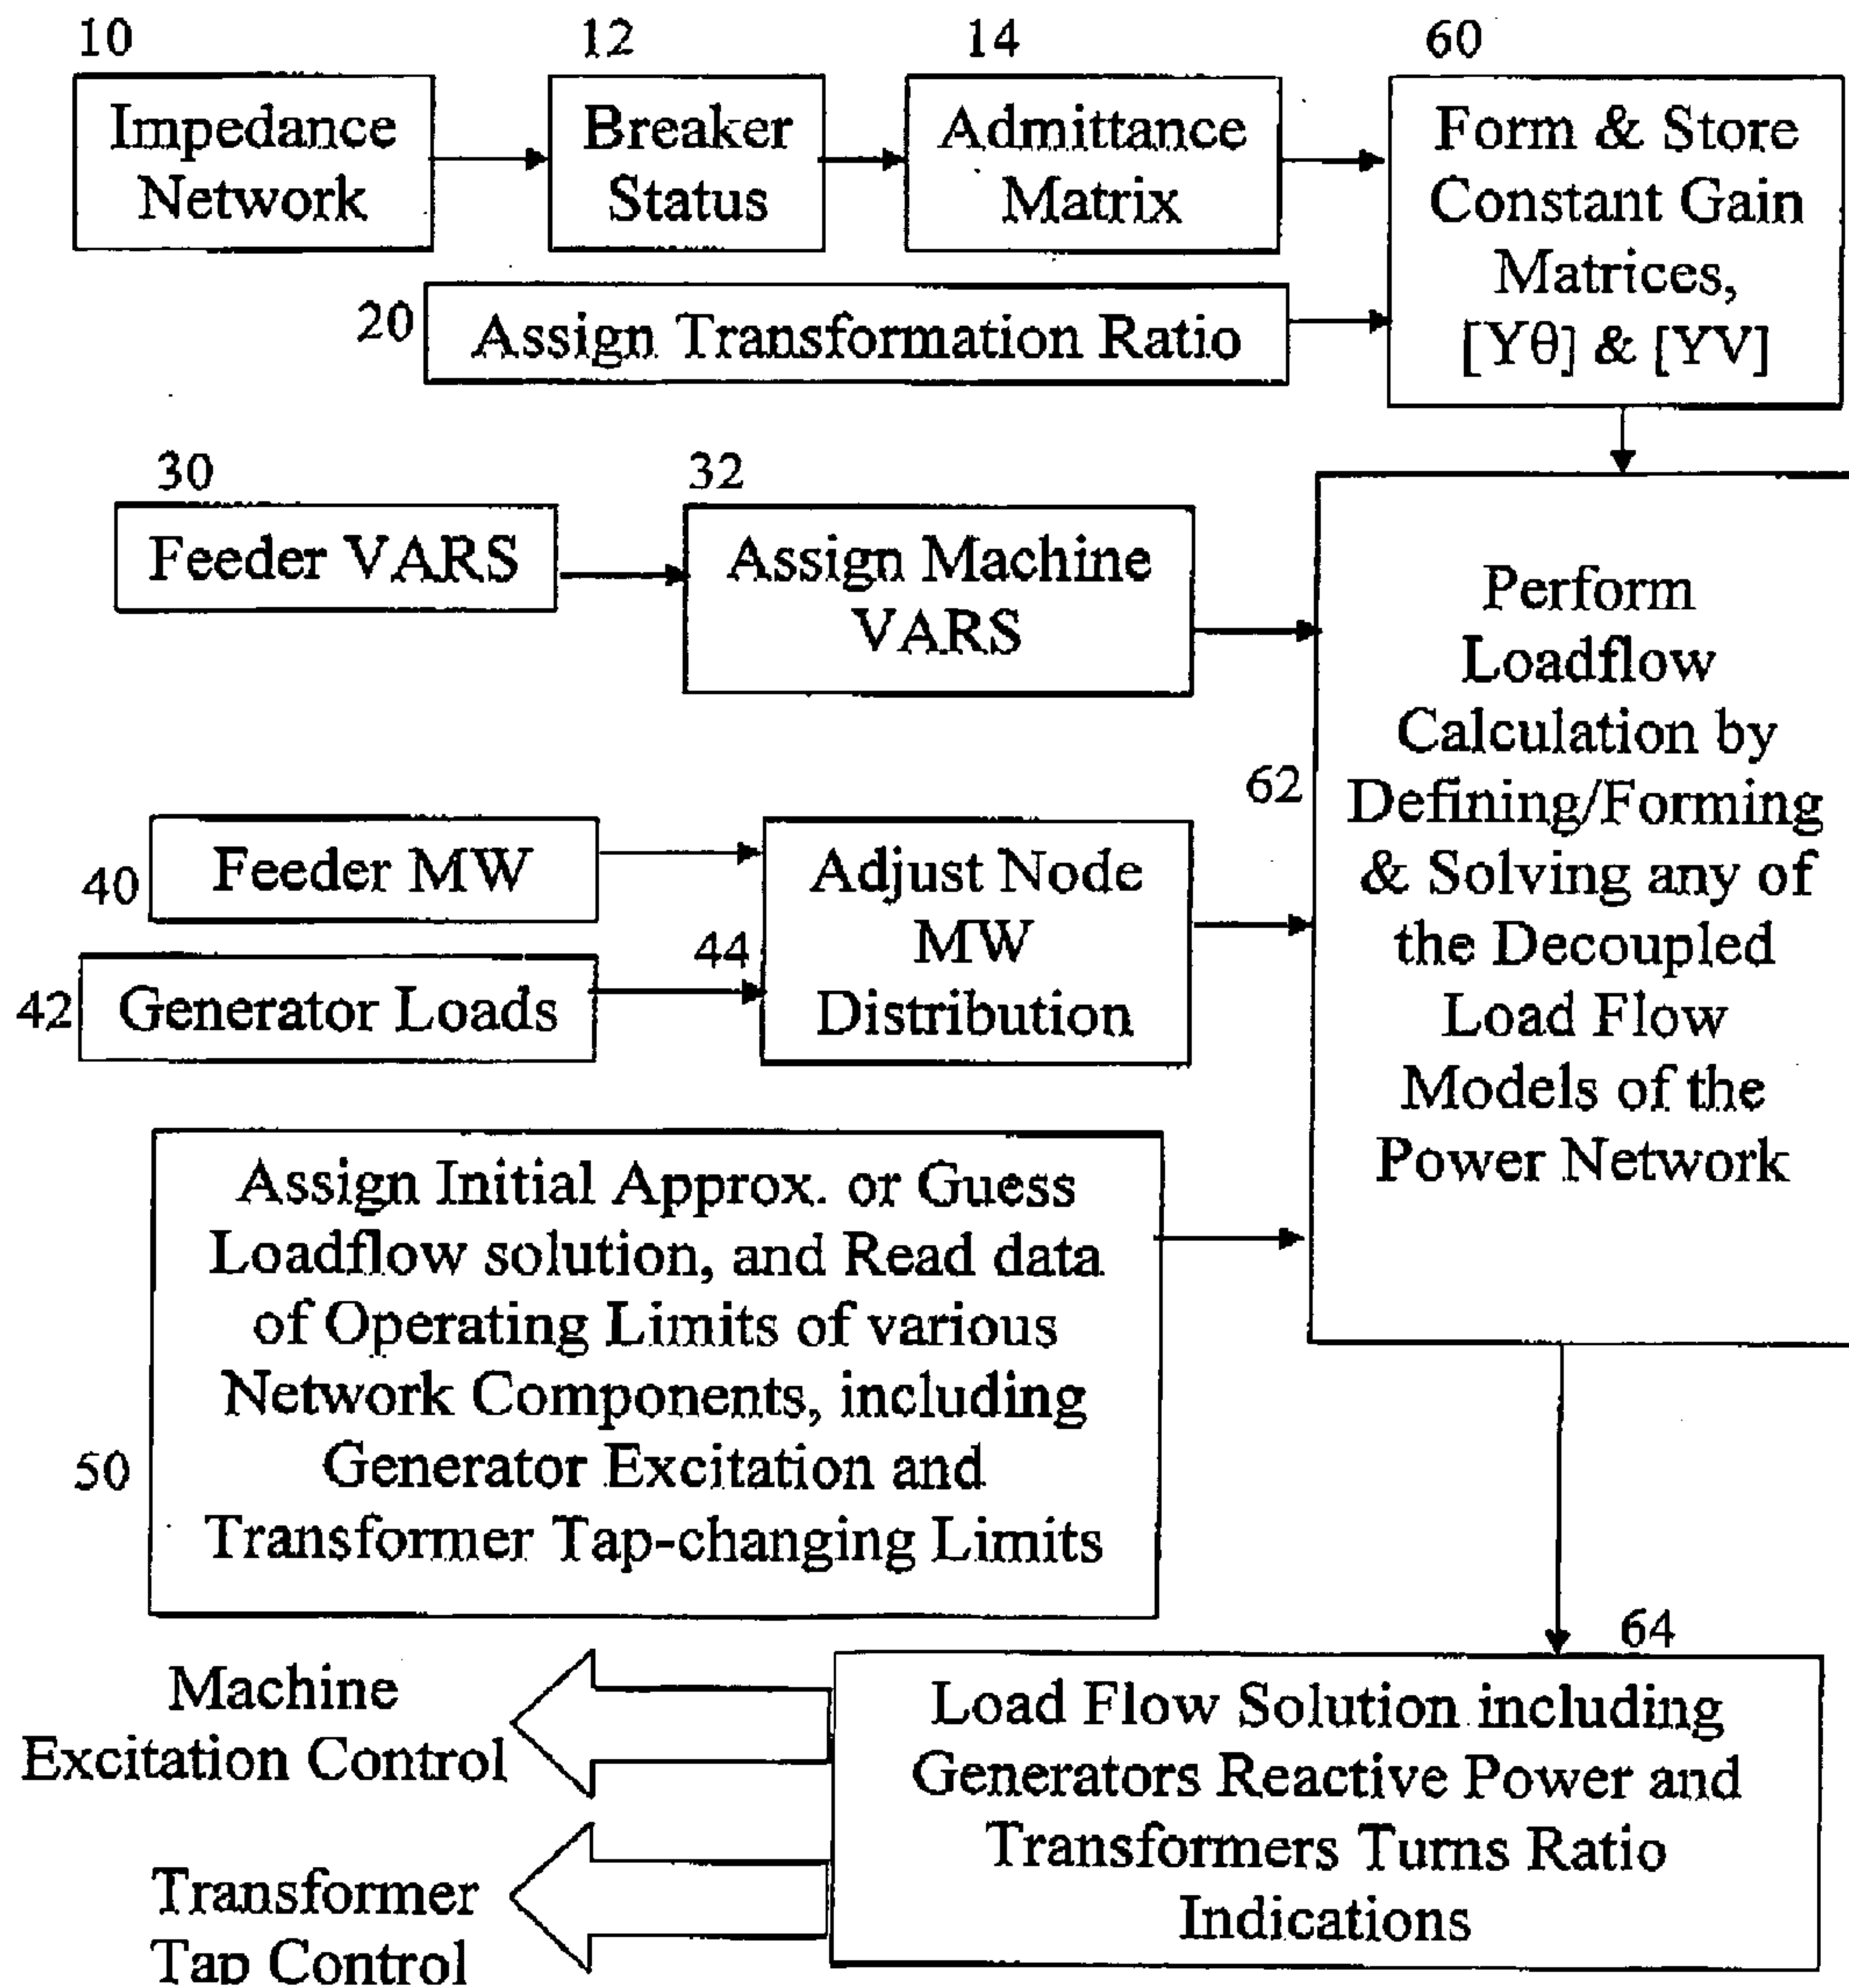 10
12
14
60
Impedance
Network
Breaker
Status
Admittance
Matrix
Form & Store
Constant Gain
Matrices,
[Yθ] & [YV]
20
Assign Transformation Ratio
30
32
Feeder VARS
Assign Machine
VARS
62
Perform
Loadflow
Calculation by
Defining/Forming
& Solving any of
the Decoupled
Load Flow
Models of the
Power Network
40
Feeder MW
42
Generator Loads
44
Adjust Node
MW
Distribution
50
Assign Initial Approx. or Guess
Loadflow solution, and Read data
of Operating Limits of various
Network Components, including
Generator Excitation and
Transformer Tap-changing Limits
64
Load Flow Solution including
Generators Reactive Power and
Transformers Turns Ratio
Indications
Machine
Excitation Control
Transformer
Tap Control